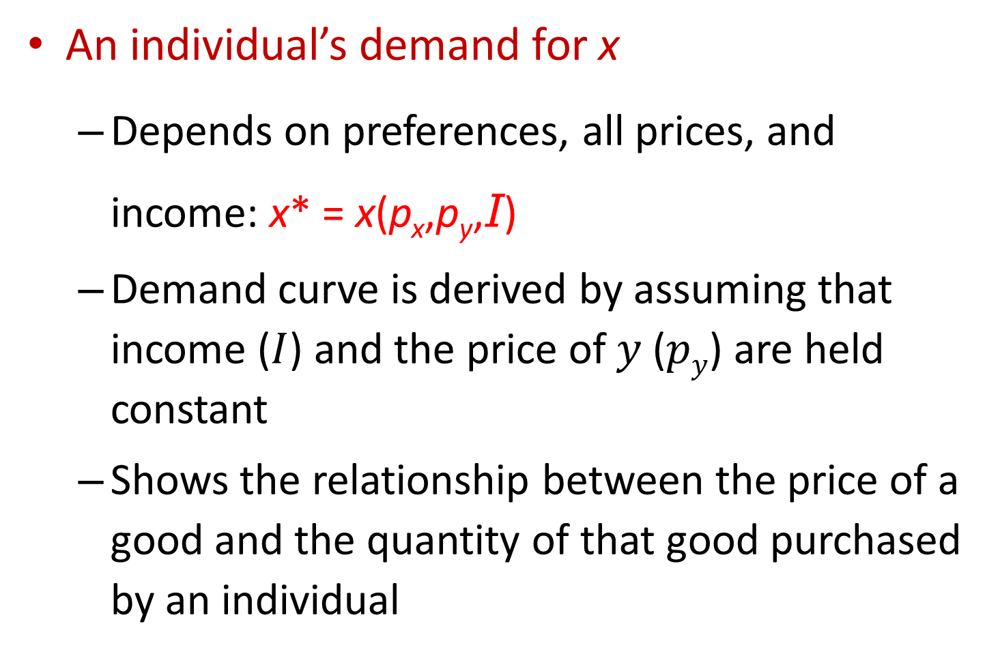 • An individual’s demand for x
– Depends on preferences, all prices, and
income: x* = x(pₓ,p_y,I)
– Demand curve is derived by assuming that
income (I) and the price of y (p_y) are held
constant
– Shows the relationship between the price of a
good and the quantity of that good purchased
by an individual